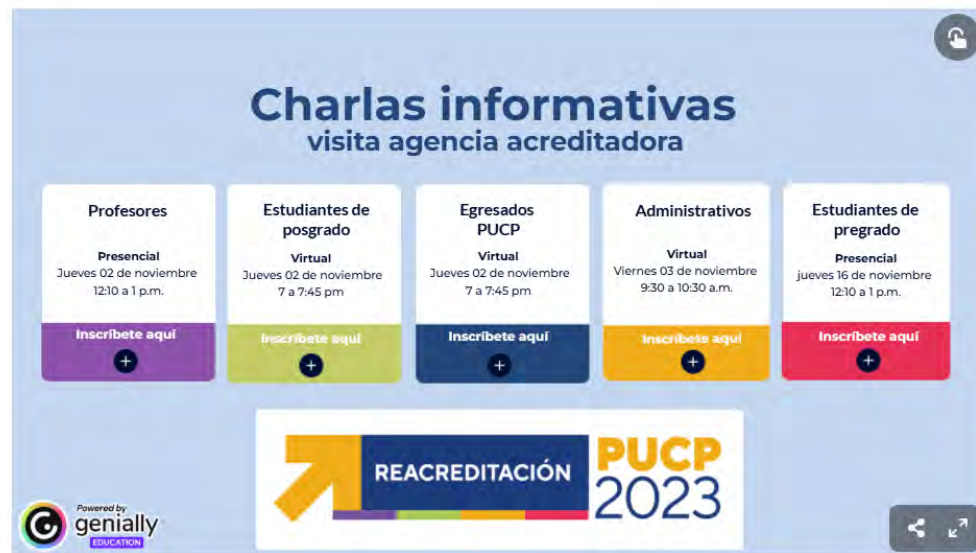 Charlas informativas
visita agencia acreditadora
Profesores
Presencial
Jueves 02 de noviembre
12:10 a 1 p.m.
Inscríbete aquí
Estudiantes de
posgrado
Virtual
Jueves 02 de noviembre
7 a 7:45 pm
Inscríbete aquí
Egresados
PUCP
Virtual
Jueves 02 de noviembre
7 a 7:45 pm
Inscríbete aquí
Administrativos
Virtual
Viernes 03 de noviembre
9:30 a 10:30 a.m.
Inscríbete aquí
Estudiantes de
pregrado
Presencial
jueves 16 de noviembre
12:10 a 1 p.m.
Inscríbete aquí
REACREDITACIÓN
PUCP
2023
Powered by
genially
EDUCATION